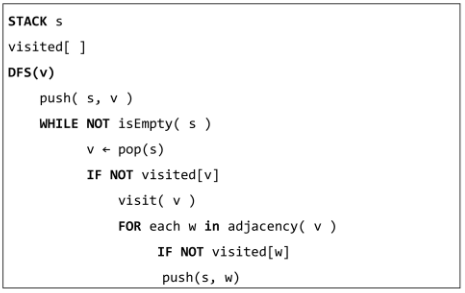 STACK s
visited[ ]
DFS(v)
push( s, v )
WHILE NOT isEmpty( s )
v ← pop(s)
IF NOT visited[v]
visit( v )
FOR each w in adjacency( v )
IF NOT visited[w]
push(s, w)